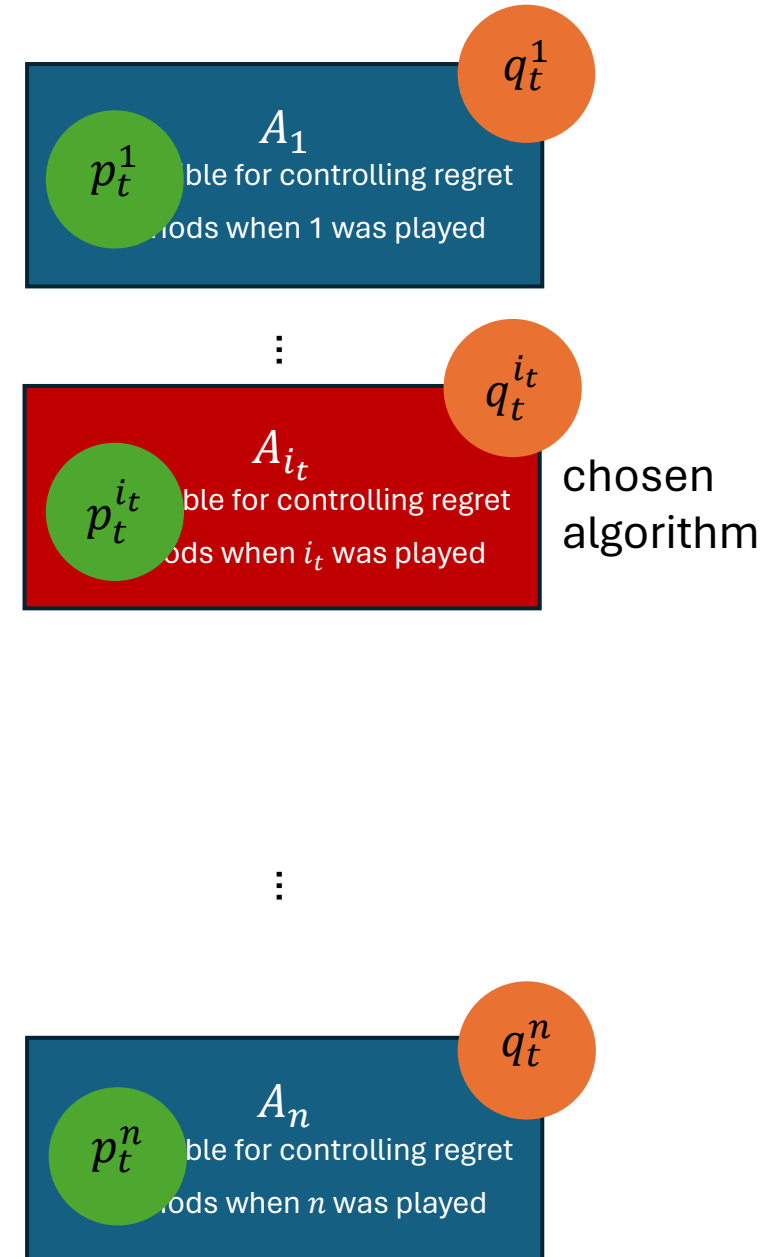 q_t^1
A_1
p_t^1
ble for controlling regret
ods when 1 was played
⋮
q_t^{i_t}
A_{i_t}
p_t^{i_t}
ble for controlling regret
ods when i_t was played
chosen
algorithm
⋮
q_t^n
A_n
p_t^n
ble for controlling regret
ods when n was played